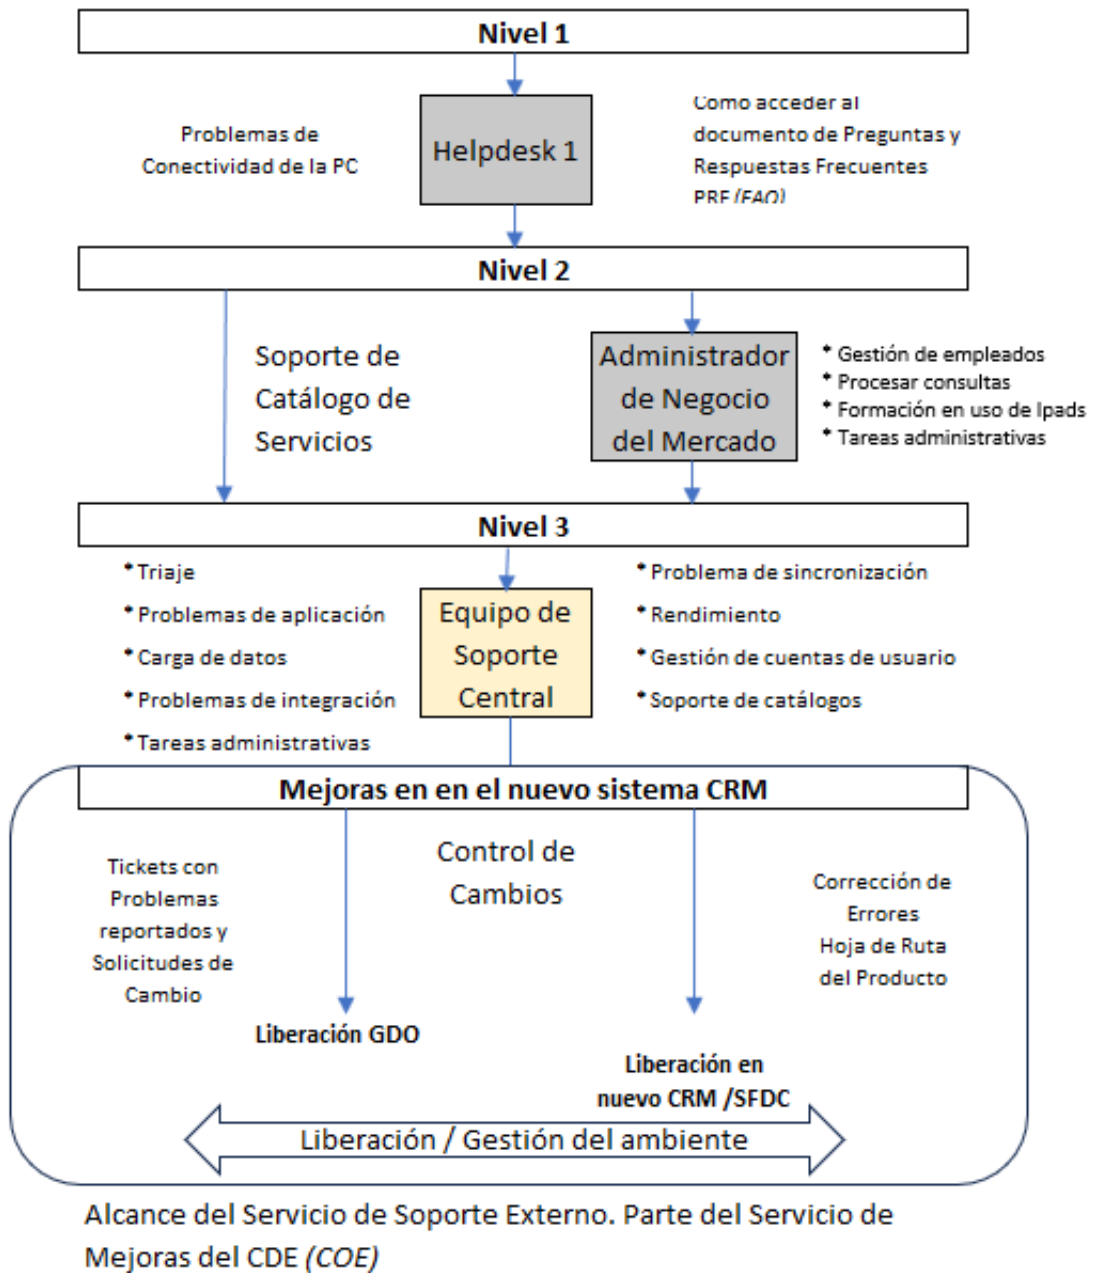 Nivel 1
Problemas de
Conectividad de la PC
Helpdesk 1
Como acceder al
documento de Preguntas y
Respuestas Frecuentes
PRF (FAQ)
Nivel 2
Soporte de
Catálogo de
Servicios
Administrador
de Negocio
del Mercado
* Gestión de empleados
* Procesar consultas
* Formación en uso de Ipads
* Tareas administrativas
Nivel 3
* Triaje
* Problemas de aplicación
* Carga de datos
* Problemas de integración
* Tareas administrativas
Equipo de
Soporte
Central
* Problema de sincronización
* Rendimiento
* Gestión de cuentas de usuario
* Soporte de catálogos
Mejoras en en el nuevo sistema CRM
Tickets con
Problemas
reportados y
Solicitudes de
Cambio
Control de
Cambios
Corrección de
Errores
Hoja de Ruta
del Producto
Liberación GDO
Liberación en
nuevo CRM /SFDC
Liberación / Gestión del ambiente
Alcance del Servicio de Soporte Externo. Parte del Servicio de
Mejoras del CDE (COE)